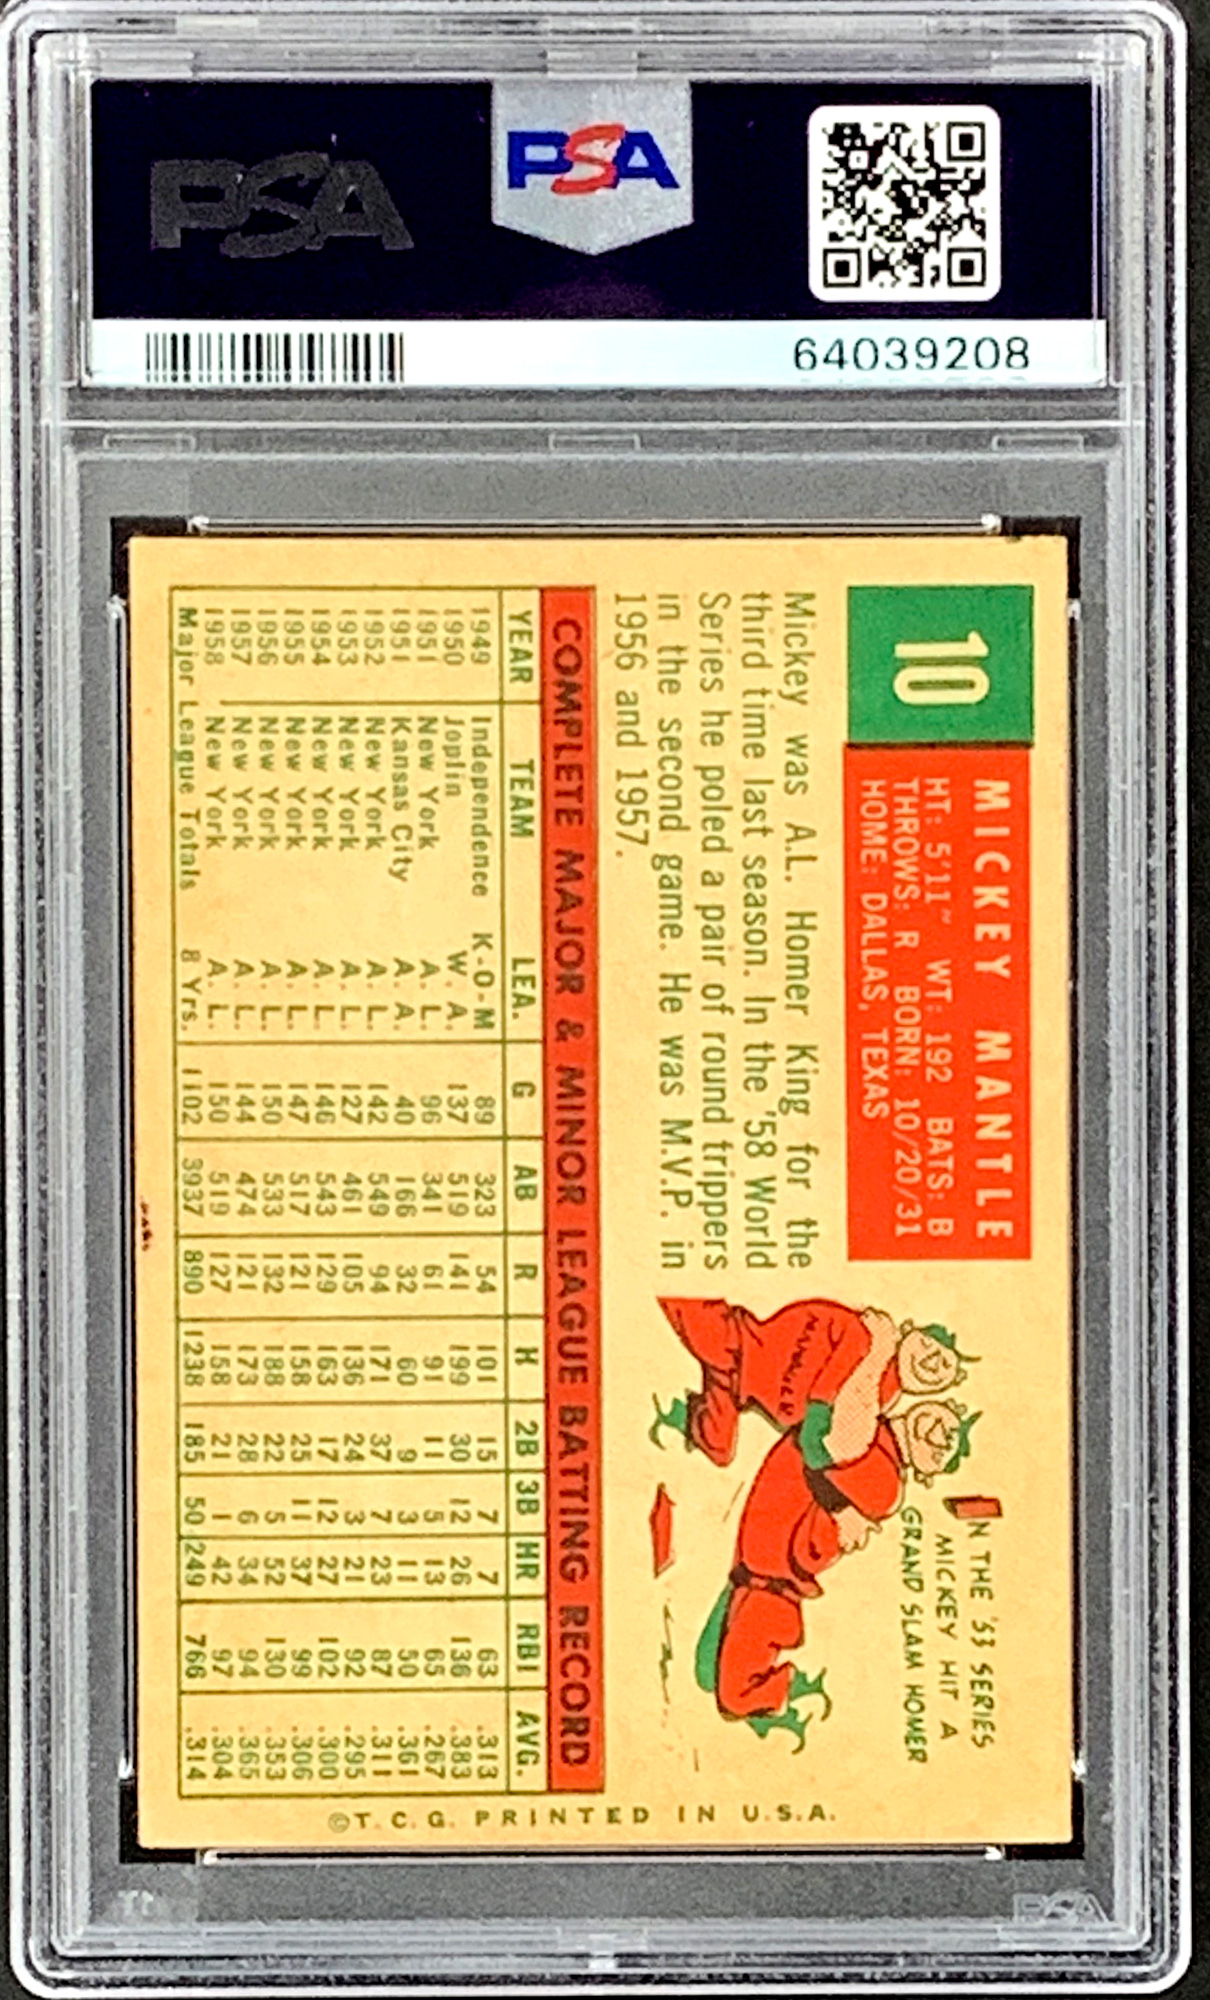 PSA
PSA
64039208
10
MICKEY MANTLE
HT: 5'11" WT: 192 BATS: B
THROWS: R BORN: 10/20/31
HOME: DALLAS, TEXAS
Mickey was A.L. Homer King for the
third time last season. In the '58 World
Series he poled a pair of round trippers
in the second game. He was M.V.P. in
1956 and 1957.
IN THE '53 SERIES
MICKEY HIT A
GRAND SLAM HOMER
COMPLETE MAJOR & MINOR LEAGUE BATTING RECORD
YEAR TEAM LEA. G AB R H 2B 3B HR RBI AVG.
1949 Independence K-O-M 89 323 54 101 15 7 7 63 .313
1950 Joplin W. A. 137 519 141 199 30 12 26 136 .383
1951 New York A. L. 96 341 61 91 11 5 13 65 .267
1951 Kansas City A. A. 40 166 32 60 9 3 11 50 .361
1952 New York A. L. 142 549 94 171 37 7 23 87 .311
1953 New York A. L. 127 461 105 136 24 3 21 92 .295
1954 New York A. L. 146 543 129 163 17 12 27 102 .300
1955 New York A. L. 147 517 121 158 25 11 37 99 .306
1956 New York A. L. 150 533 132 188 22 5 52 130 .353
1957 New York A. L. 144 474 121 173 28 6 34 94 .365
1958 New York A. L. 150 519 127 158 21 1 42 97 .304
Major League Totals 8 Yrs. 1102 3937 890 1238 185 50 249 766 .314
©T.C.G. PRINTED IN U.S.A.
PSA